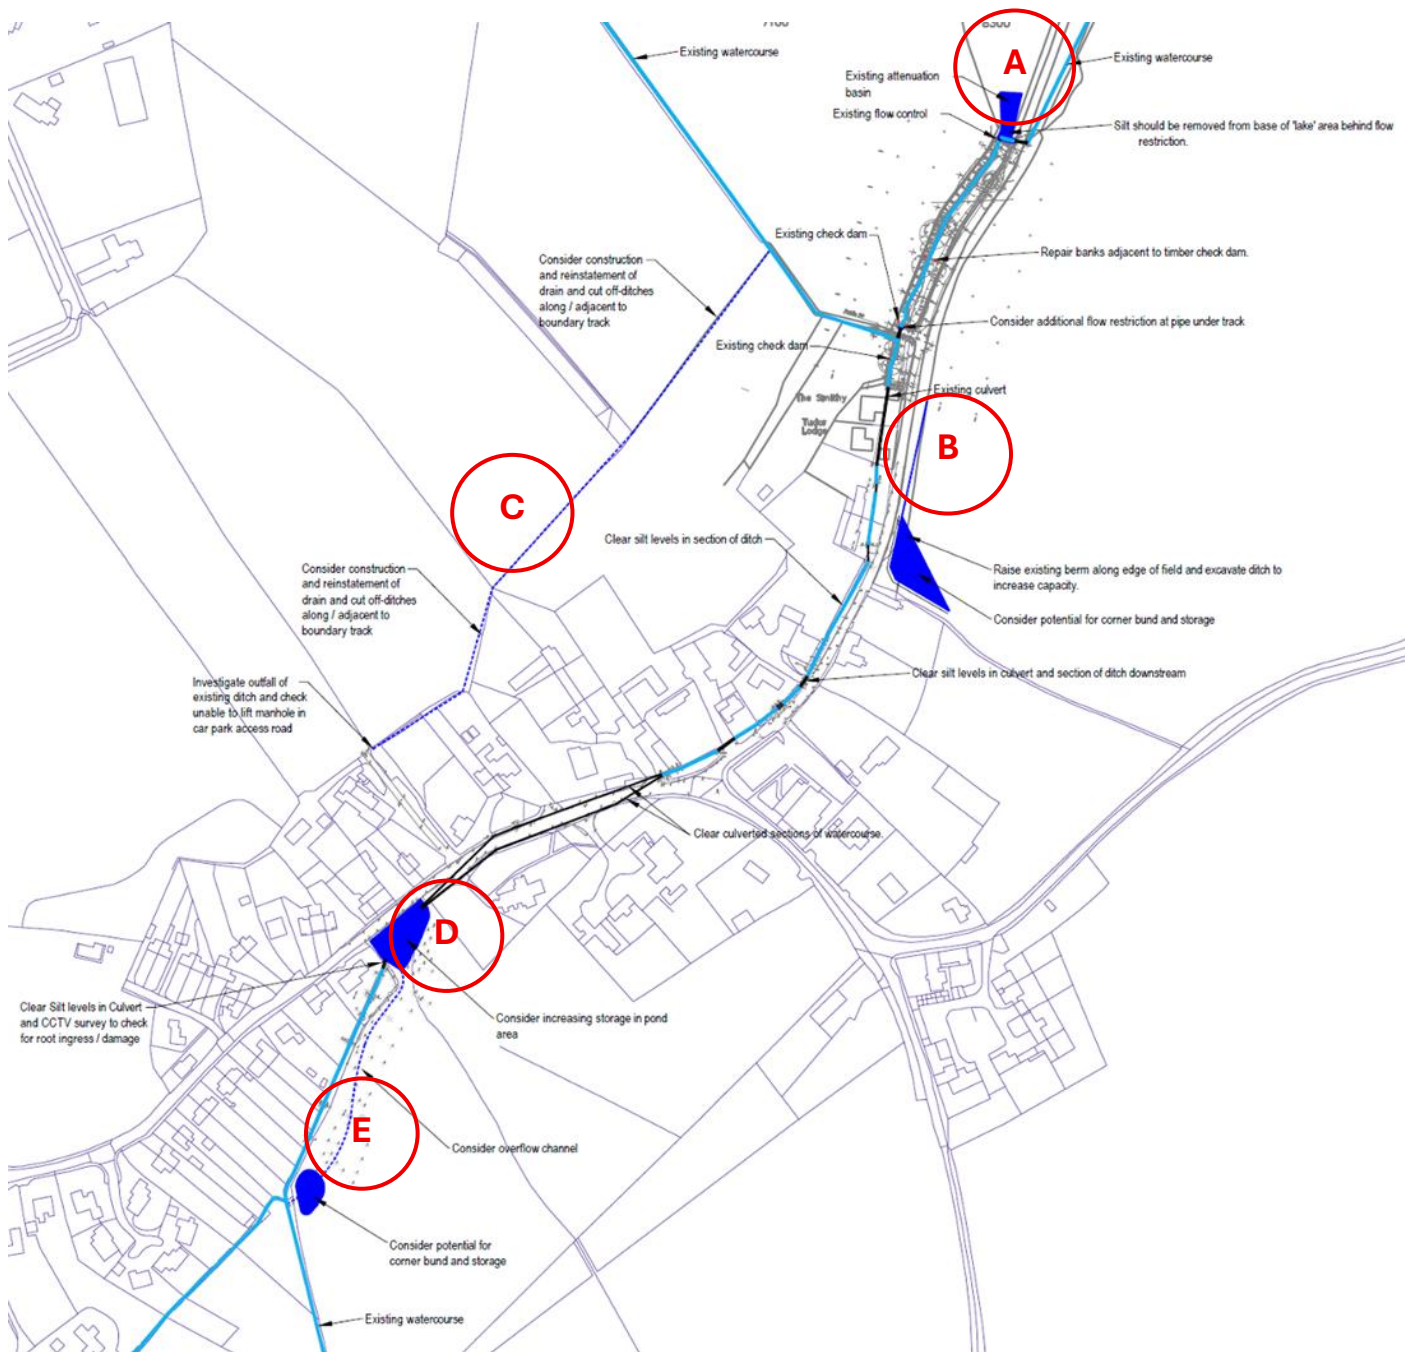 7100
8300
A
Existing watercourse
Existing watercourse
Existing attenuation
basin
Existing flow control
Silt should be removed from base of 'lake' area behind flow
restriction.
Existing check dam
Repair banks adjacent to timber check dam.
Consider construction
and reinstatement of
drain and cut off-ditches
along / adjacent to
boundary track
Consider additional flow restriction at pipe under track
Existing check dam
Existing culvert
The Smithy
Tudor
Lodge
B
C
Clear silt levels in section of ditch
Raise existing berm along edge of field and excavate ditch to
increase capacity.
Consider construction
and reinstatement of
drain and cut off-ditches
along / adjacent to
boundary track
Consider potential for corner bund and storage
Clear silt levels in culvert and section of ditch downstream
Investigate outfall of
existing ditch and check
unable to lift manhole in
car park access road
Clear culverted sections of watercourse.
D
Clear Silt levels in Culvert
and CCTV survey to check
for root ingress / damage
Consider increasing storage in pond
area
E
Consider overflow channel
Consider potential for
corner bund and storage
Existing watercourse